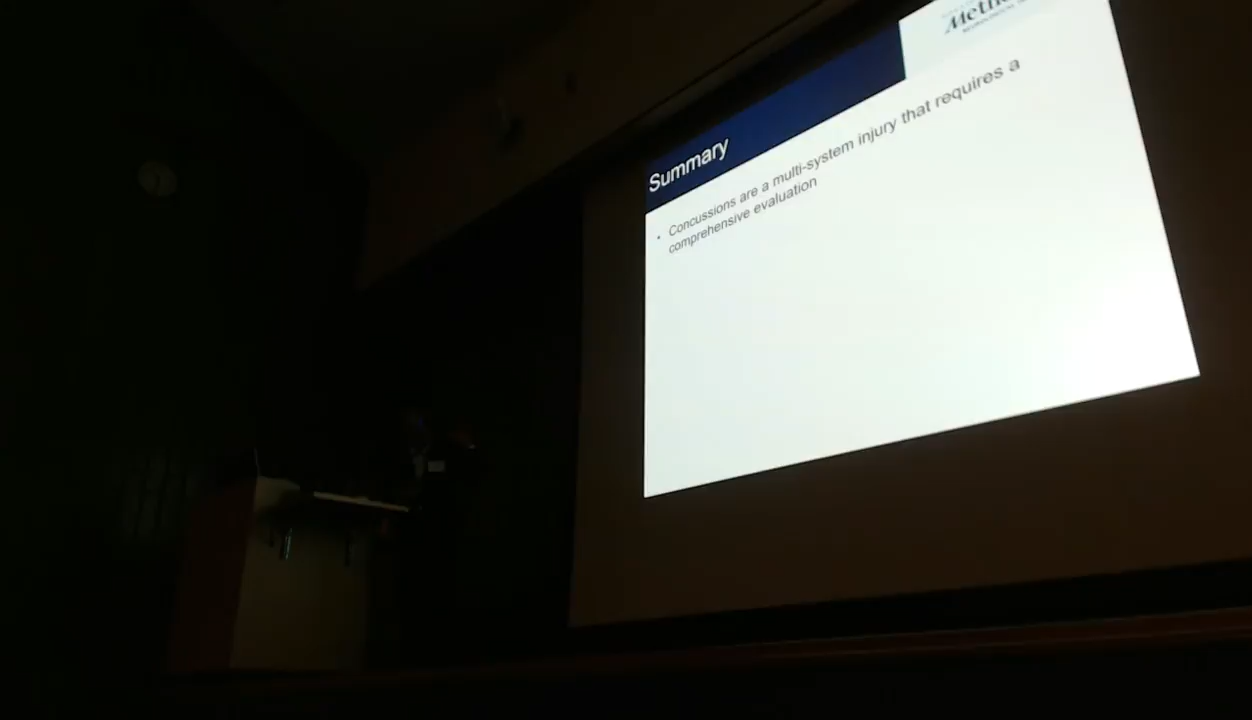 Summary
• Concussions are a multi-system injury that requires a
comprehensive evaluation